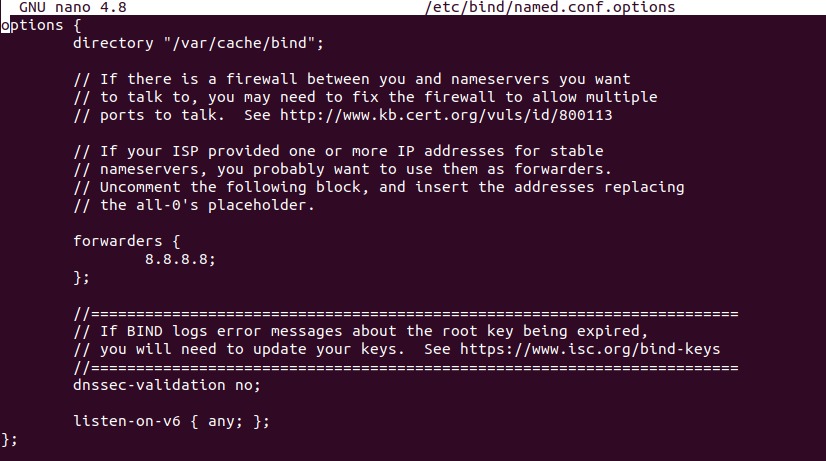 GNU nano 4.8 /etc/bind/named.conf.options
options {
directory "/var/cache/bind";
// If there is a firewall between you and nameservers you want
// to talk to, you may need to fix the firewall to allow multiple
// ports to talk.  See http://www.kb.cert.org/vuls/id/800113
// If your ISP provided one or more IP addresses for stable
// nameservers, you probably want to use them as forwarders.
// Uncomment the following block, and insert the addresses replacing
// the all-0's placeholder.
forwarders {
8.8.8.8;
};
//========================================================================
// If BIND logs error messages about the root key being expired,
// you will need to update your keys.  See https://www.isc.org/bind-keys
//========================================================================
dnssec-validation no;
listen-on-v6 { any; };
};